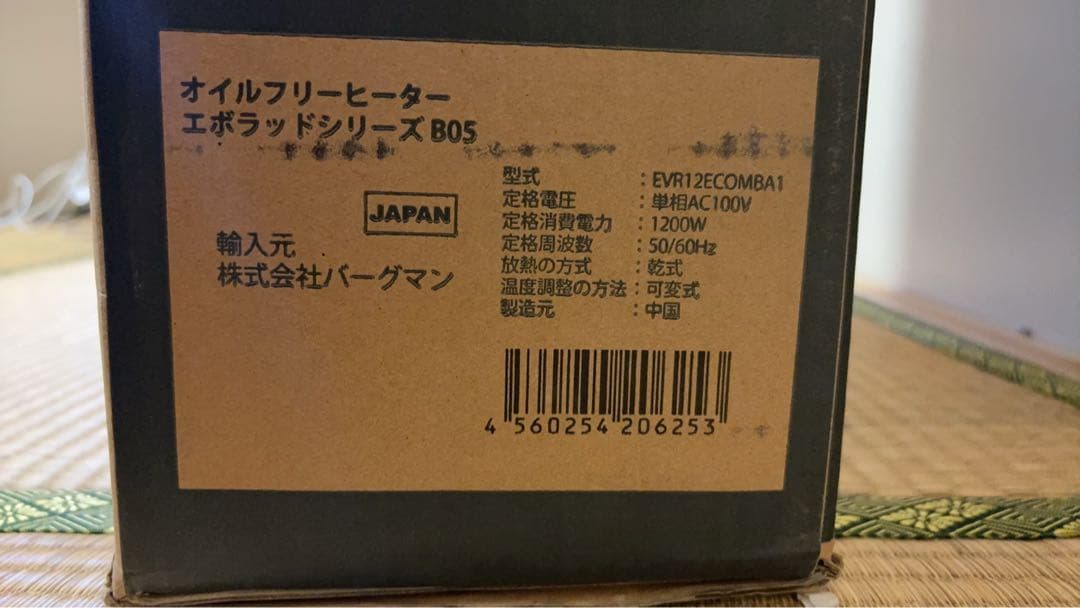 オイルフリーヒーター
エボラッドシリーズ B05
JAPAN
輸入元
株式会社バーグマン
型式 : EVR12ECOMBA1
定格電圧 : 単相AC100V
定格消費電力 : 1200W
定格周波数 : 50/60Hz
放熱の方式 : 乾式
温度調整の方法 : 可変式
製造元 : 中国
4 560254 206253